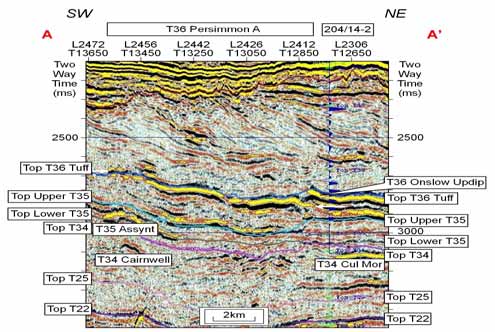 SW
NE
A
T36 Persimmon A
204/14-2
A'
L2472 L2456 L2442 L2426 L2412 L2306
T13650 T13450 T13250 T13050 T12850 T12650
Two
Way
Time
(ms)
Two
Way
Time
(ms)
2500
2500
Top T36 Tuff
T36 Onslow Updip
Top Upper T35
Top T36 Tuff
Top Lower T35
Top Upper T35
Top T34
T35 Assynt
3000
Top Lower T35
T34 Cairnwell
T34 Cul Mor
Top T34
Top T25
Top T25
Top T22
2km
Top T22